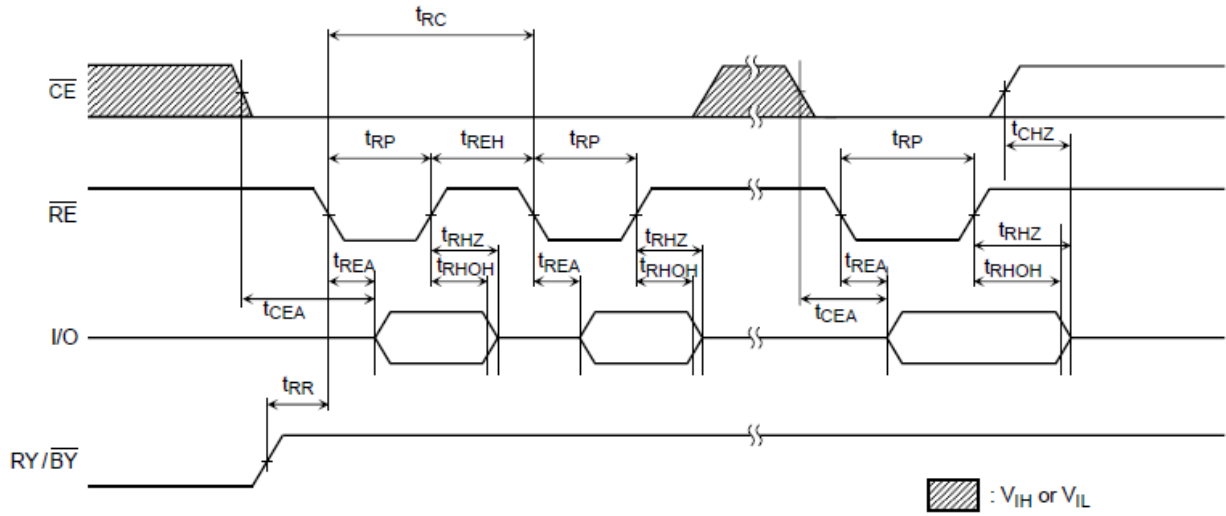 tRC
CE
tCHZ
tRP tREH tRP tRP
RE
tRHZ tRHZ tRHZ
tREA tRHOH tREA tRHOH tREA tRHOH
tCEA tCEA
I/O
tRR
RY/BY
: VIH or VIL